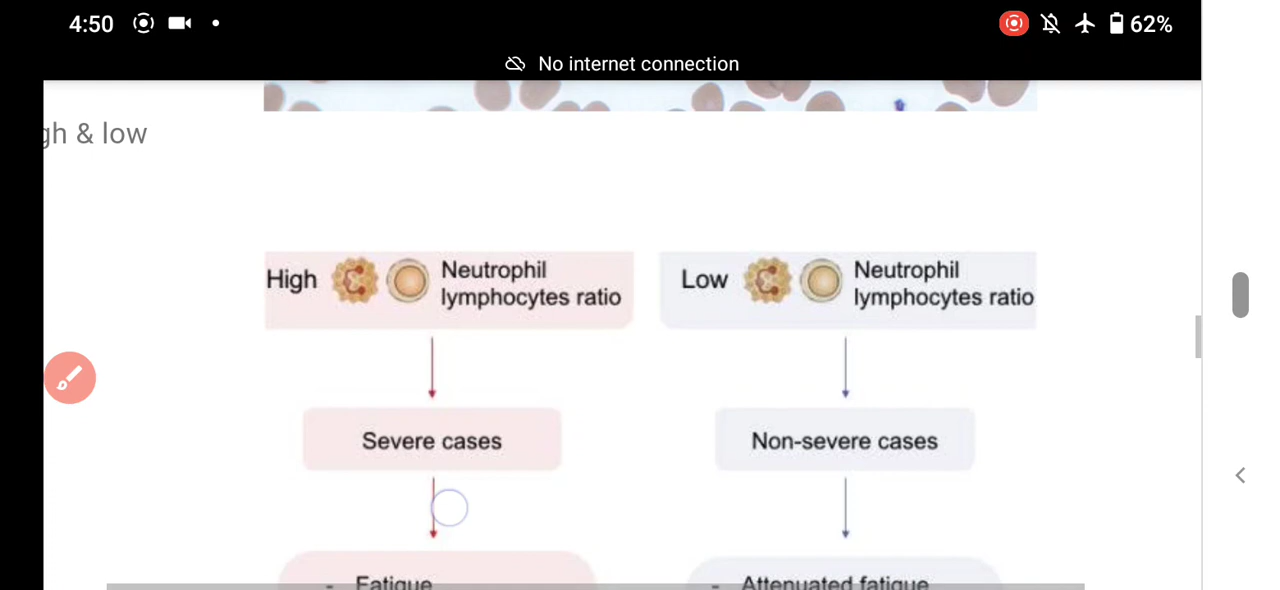 4:50
62%
No internet connection
gh & low
High Neutrophil lymphocytes ratio
Low Neutrophil lymphocytes ratio
Severe cases
Non-severe cases
- Fatigue
- Attenuated fatigue